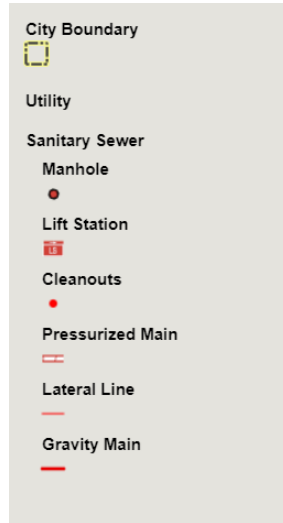 City Boundary
Utility
Sanitary Sewer
Manhole
Lift Station
LS
Cleanouts
Pressurized Main
Lateral Line
Gravity Main